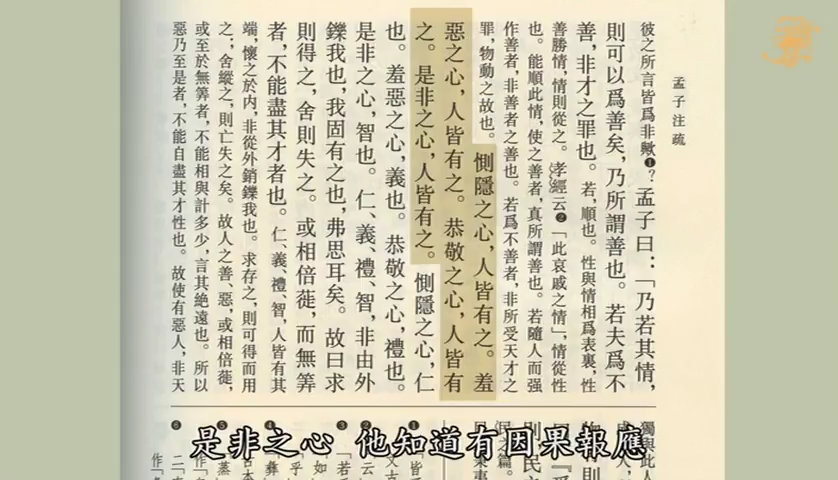 孟子注疏
彼之所言皆爲非歟❶？孟子曰：「乃若其情，
則可以爲善矣，乃所謂善也。若夫爲不
善，非才之罪也。若，順也。性與情相爲表裏，性
善勝情，情則從之。孝經云❷「此哀戚之情」，情從性
也。能順此情，使之善者，真所謂善也。若隨人而强
作善者，非善者之善也。若爲不善者，非所受天才之
罪，物動之故也。惻隱之心，人皆有之。羞
惡之心，人皆有之。恭敬之心，人皆有
之。是非之心，人皆有之。惻隱之心，仁
也。羞惡之心，義也。恭敬之心，禮也。
是非之心，智也。仁、義、禮、智，非由外
鑠我也，我固有之也，弗思耳矣。故曰求
則得之，舍則失之。或相倍蓰，而無筭
者，不能盡其才者也。仁、義、禮、智，人皆有其
端，懷之於内，非從外銷鑠我也。求存之，則可得而用
之；舍縱之，則亡失之矣。故人之善、惡，或相倍蓰，
或至於無筭者，不能相與計多少，言其絶遠也。所以
惡乃至是者，不能自盡其才性也。故使有惡人，非天
是非之心 他知道有因果報應